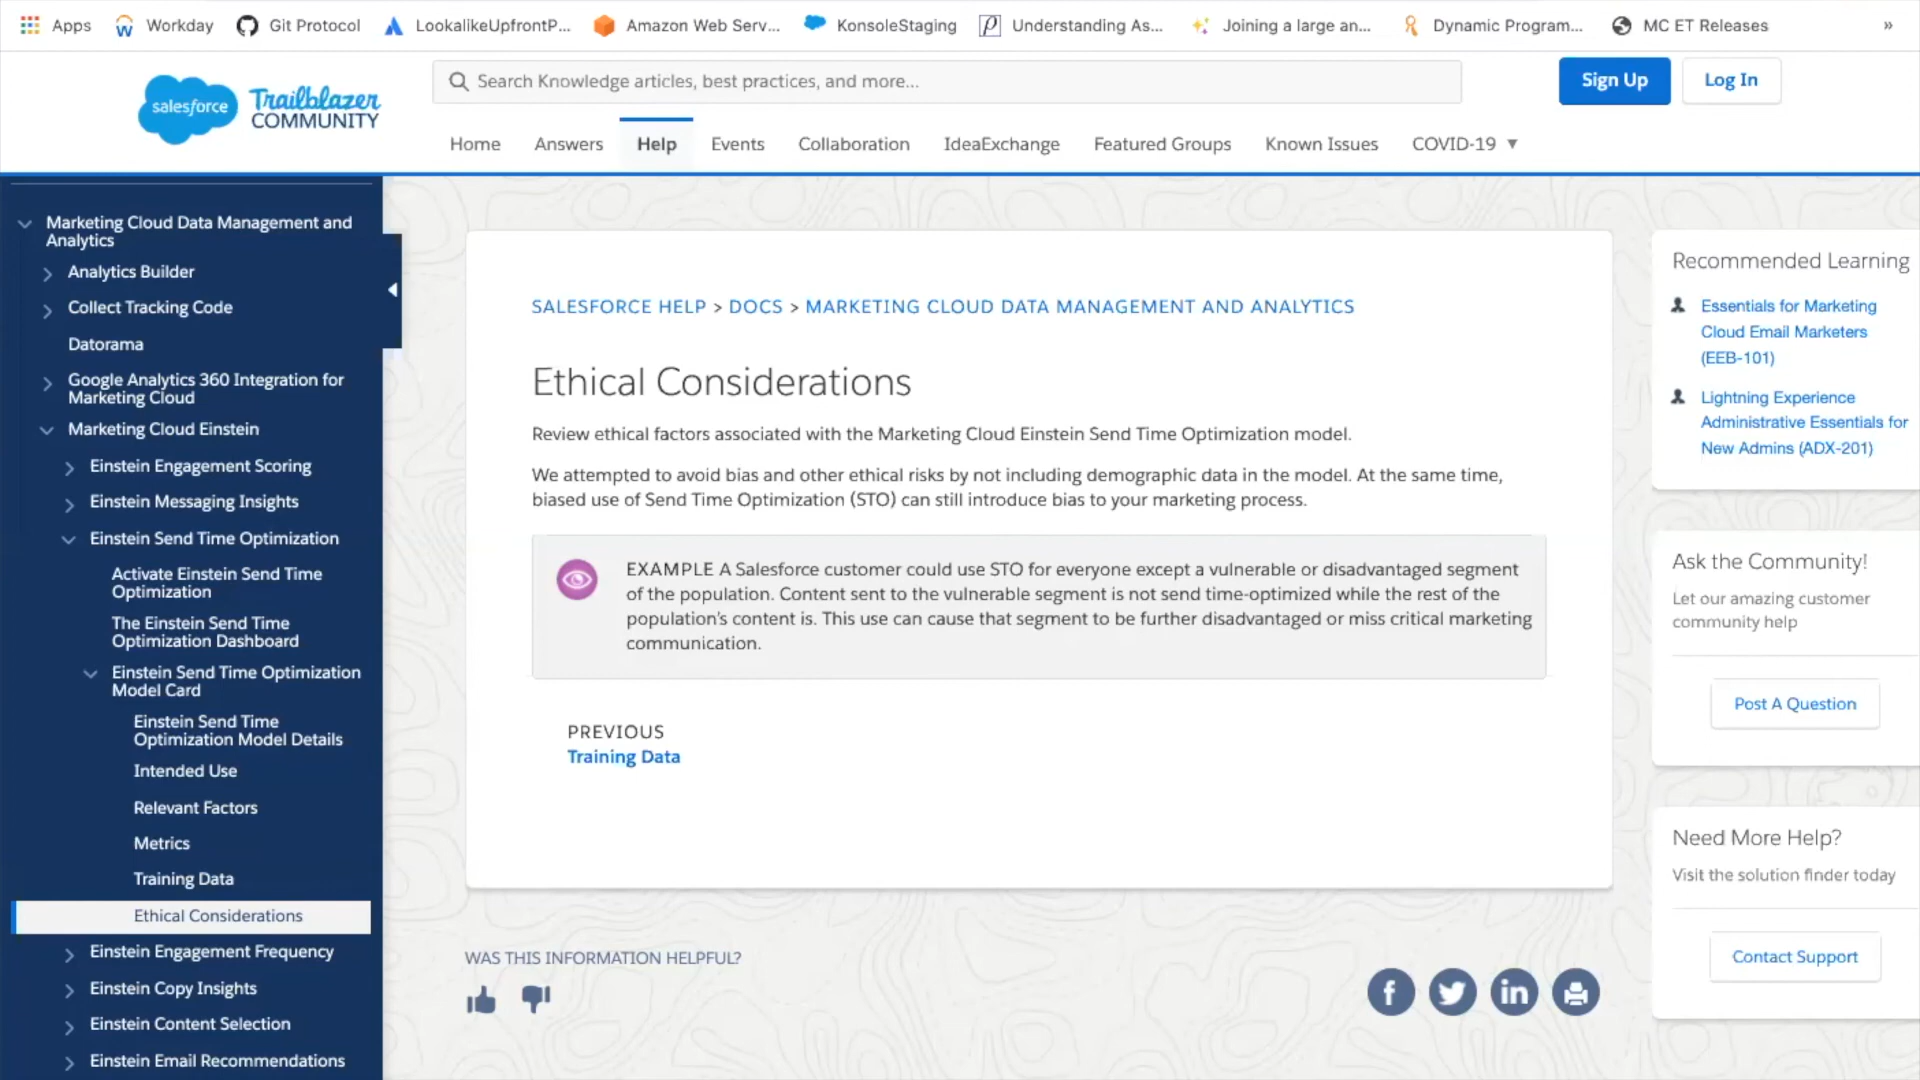 Apps
Workday
Git Protocol
LookalikeUpfrontP...
Amazon Web Serv...
KonsoleStaging
Understanding As...
Joining a large an...
Dynamic Program...
MC ET Releases
»
salesforce
Trailblazer
COMMUNITY
Search Knowledge articles, best practices, and more...
Sign Up
Log In
Home
Answers
Help
Events
Collaboration
IdeaExchange
Featured Groups
Known Issues
COVID-19
Marketing Cloud Data Management and
Analytics
Analytics Builder
Collect Tracking Code
Datorama
Google Analytics 360 Integration for
Marketing Cloud
Marketing Cloud Einstein
Einstein Engagement Scoring
Einstein Messaging Insights
Einstein Send Time Optimization
Activate Einstein Send Time
Optimization
The Einstein Send Time
Optimization Dashboard
Einstein Send Time Optimization
Model Card
Einstein Send Time
Optimization Model Details
Intended Use
Relevant Factors
Metrics
Training Data
Ethical Considerations
Einstein Engagement Frequency
Einstein Copy Insights
Einstein Content Selection
Einstein Email Recommendations
SALESFORCE HELP > DOCS > MARKETING CLOUD DATA MANAGEMENT AND ANALYTICS
Ethical Considerations
Review ethical factors associated with the Marketing Cloud Einstein Send Time Optimization model.
We attempted to avoid bias and other ethical risks by not including demographic data in the model. At the same time,
biased use of Send Time Optimization (STO) can still introduce bias to your marketing process.
EXAMPLE A Salesforce customer could use STO for everyone except a vulnerable or disadvantaged segment
of the population. Content sent to the vulnerable segment is not send time-optimized while the rest of the
population's content is. This use can cause that segment to be further disadvantaged or miss critical marketing
communication.
PREVIOUS
Training Data
WAS THIS INFORMATION HELPFUL?
Recommended Learning
Essentials for Marketing
Cloud Email Marketers
(EEB-101)
Lightning Experience
Administrative Essentials for
New Admins (ADX-201)
Ask the Community!
Let our amazing customer
community help
Post A Question
Need More Help?
Visit the solution finder today
Contact Support